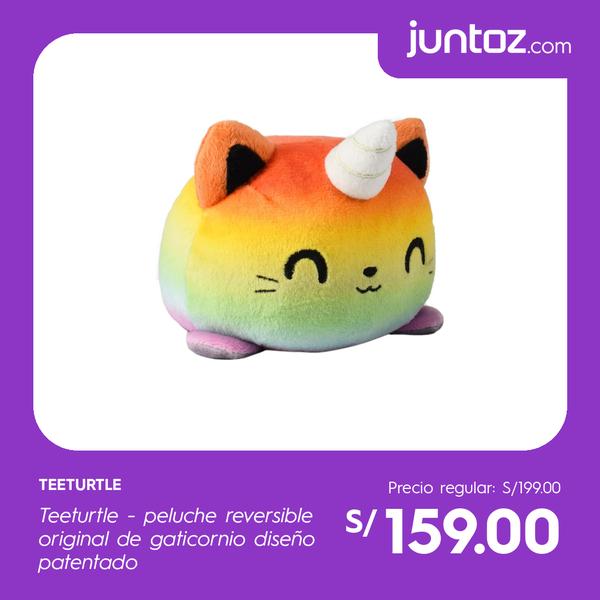 juntoz.com
TEETURTLE
Teeturtle - peluche reversible
original de gaticornio diseño
patentado
Precio regular: S/199.00
S/159.00